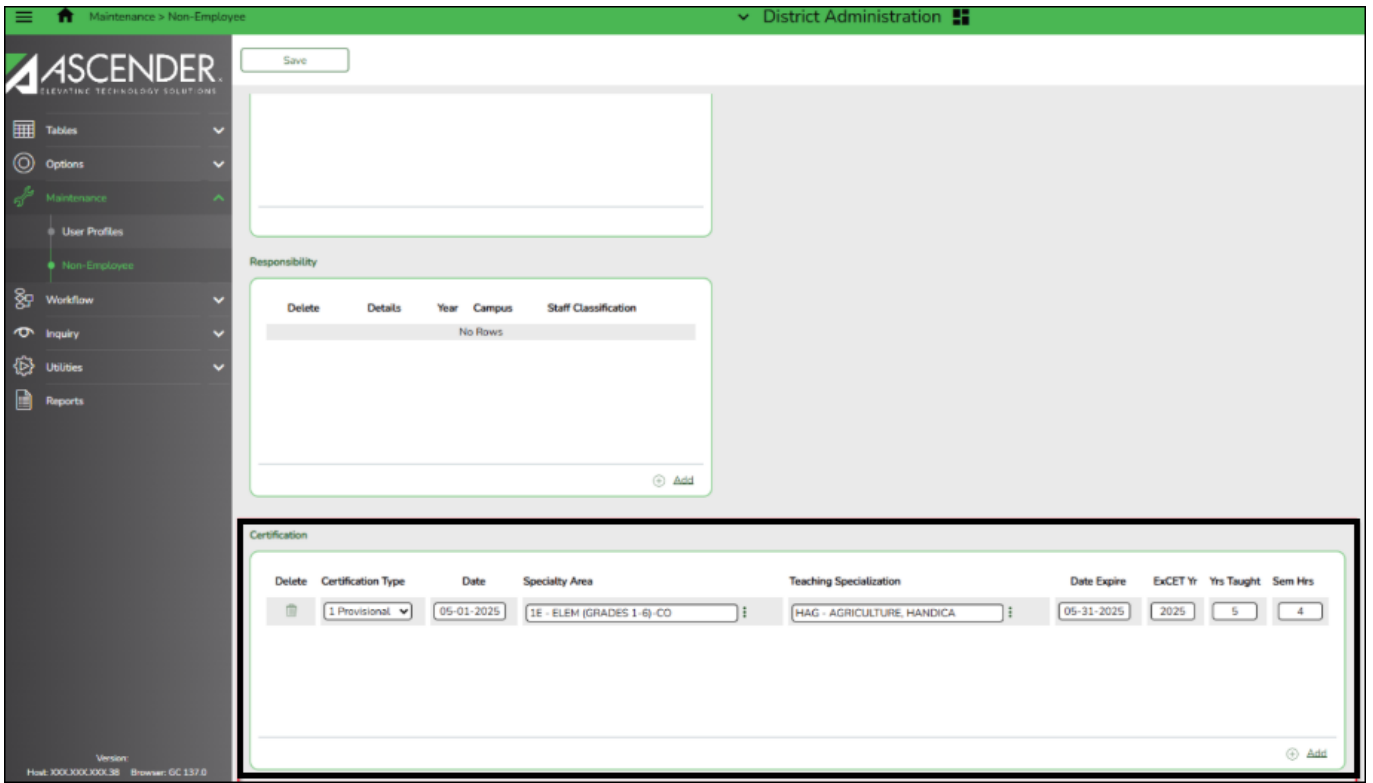 Maintenance > Non-Employee
District Administration
ASCENDER
ELEVATING TECHNOLOGY SOLUTIONS
Save
Tables
Options
Maintenance
User Profiles
Non-Employee
Workflow
Inquiry
Utilities
Reports
Version:
Host: XXX.XXX.XXX.38 Browser: GC 137.0
Responsibility
Delete Details Year Campus Staff Classification
No Rows
Add
Certification
Delete Certification Type Date Specialty Area Teaching Specialization Date Expire ExCET Yr Yrs Taught Sem Hrs
1 Provisional 05-01-2025 1E - ELEM (GRADES 1-6)-CO HAG - AGRICULTURE, HANDICA 05-31-2025 2025 5 4
Add